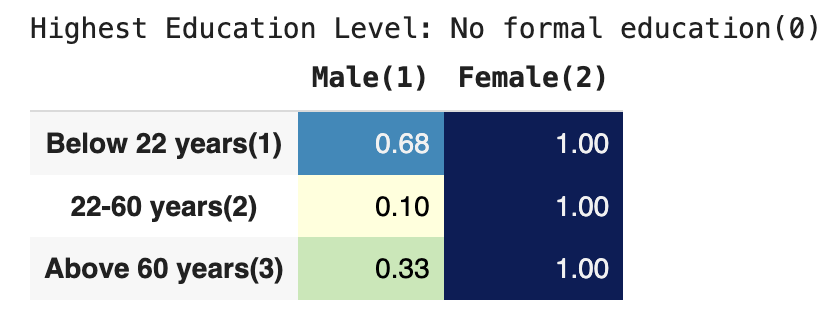 Highest Education Level: No formal education(0)
Male(1) Female(2)
Below 22 years(1) 0.68 1.00
22-60 years(2) 0.10 1.00
Above 60 years(3) 0.33 1.00